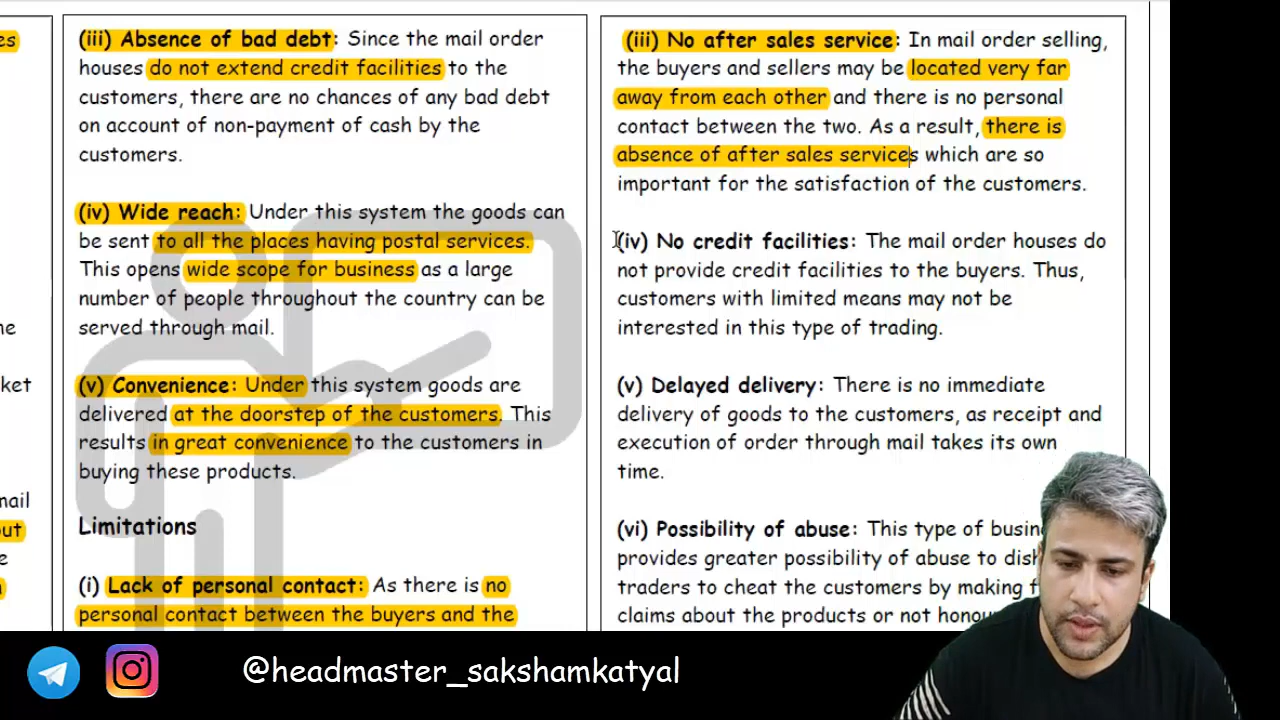 es
ne
ket
nail
out
e
(iii) Absence of bad debt: Since the mail order
houses do not extend credit facilities to the
customers, there are no chances of any bad debt
on account of non-payment of cash by the
customers.
(iv) Wide reach: Under this system the goods can
be sent to all the places having postal services.
This opens wide scope for business as a large
number of people throughout the country can be
served through mail.
(v) Convenience: Under this system goods are
delivered at the doorstep of the customers. This
results in great convenience to the customers in
buying these products.
Limitations
(i) Lack of personal contact: As there is no
personal contact between the buyers and the
(iii) No after sales service: In mail order selling,
the buyers and sellers may be located very far
away from each other and there is no personal
contact between the two. As a result, there is
absence of after sales services which are so
important for the satisfaction of the customers.
(iv) No credit facilities: The mail order houses do
not provide credit facilities to the buyers. Thus,
customers with limited means may not be
interested in this type of trading.
(v) Delayed delivery: There is no immediate
delivery of goods to the customers, as receipt and
execution of order through mail takes its own
time.
(vi) Possibility of abuse: This type of busin
provides greater possibility of abuse to dish
traders to cheat the customers by making f
claims about the products or not honou
@headmaster_sakshamkatyal